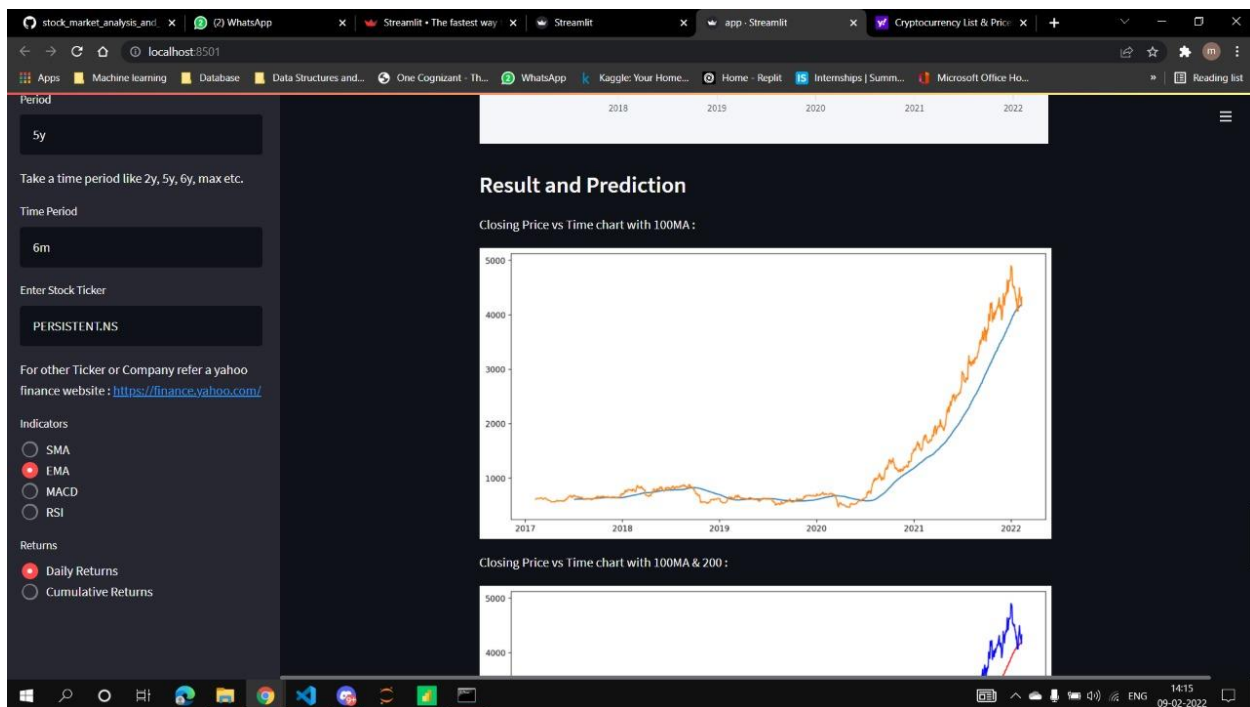 stock_market_analysis_and_
(2) WhatsApp
Streamlit • The fastest way
Streamlit
app · Streamlit
Cryptocurrency List & Price
localhost:8501
Apps
Machine learning
Database
Data Structures and...
One Cognizant - Th...
WhatsApp
Kaggle: Your Home...
Home - Replit
Internships | Summ...
Microsoft Office Ho...
»
Reading list
Period
5y
Take a time period like 2y, 5y, 6y, max etc.
Time Period
6m
Enter Stock Ticker
PERSISTENT.NS
For other Ticker or Company refer a yahoo
finance website : https://finance.yahoo.com/
Indicators
SMA
EMA
MACD
RSI
Returns
Daily Returns
Cumulative Returns
2018 2019 2020 2021 2022
Result and Prediction
Closing Price vs Time chart with 100MA :
5000
4000
3000
2000
1000
2017 2018 2019 2020 2021 2022
Closing Price vs Time chart with 100MA & 200 :
5000
4000
ENG
14:15
09-02-2022